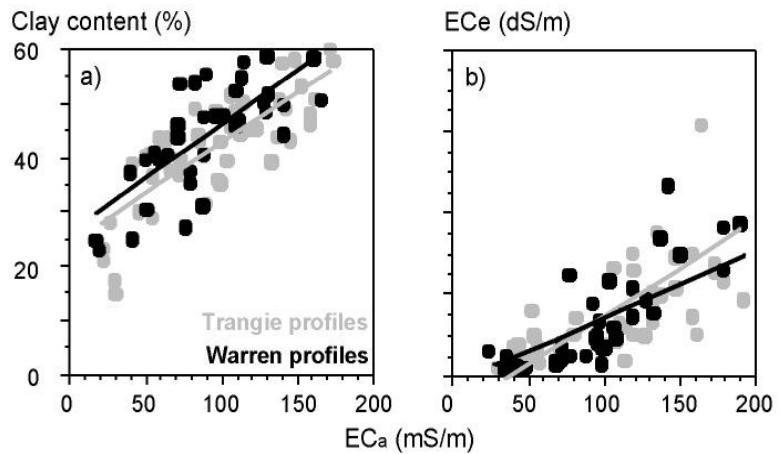 Clay content (%)
ECe (dS/m)
60
40
20
0
a)
b)
Trangie profiles
Warren profiles
0 50 100 150 200
0 50 100 150 200
ECa (mS/m)